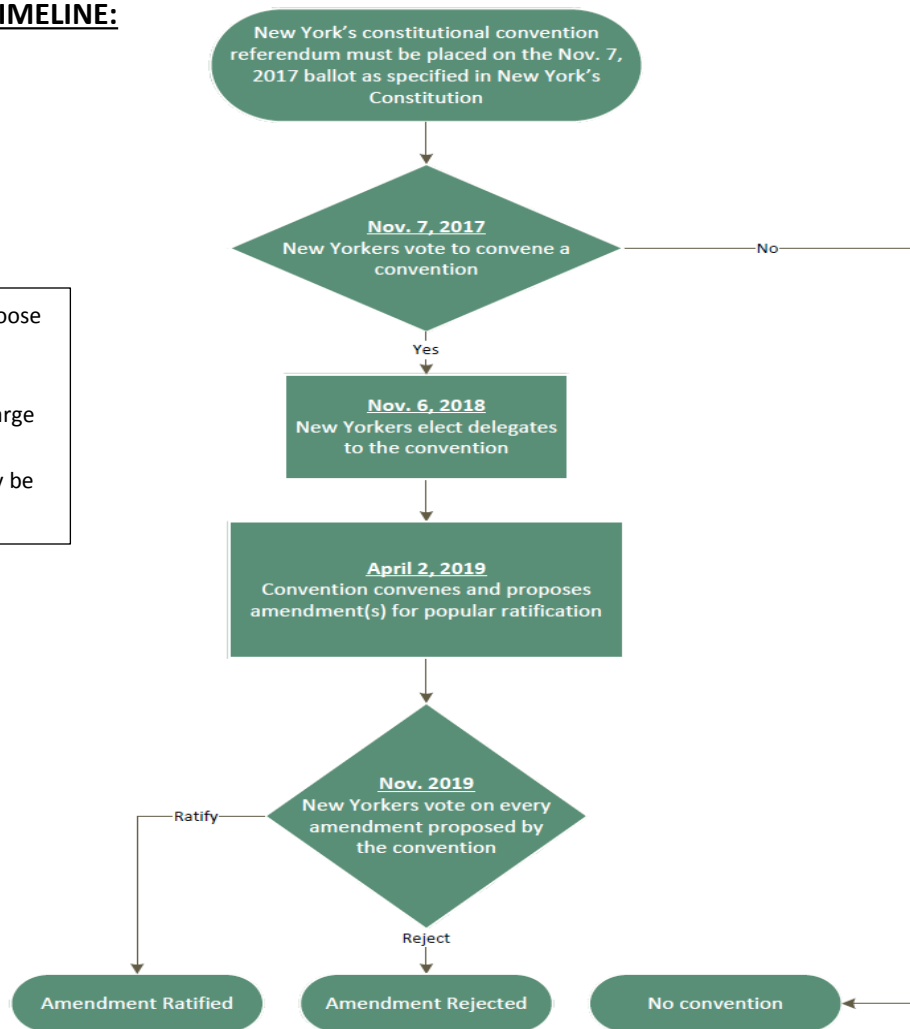 IMELINE:
New York's constitutional convention
referendum must be placed on the Nov. 7,
2017 ballot as specified in New York's
Constitution
Nov. 7, 2017
New Yorkers vote to convene a
convention
No
oose
arge
y be
Yes
Nov. 6, 2018
New Yorkers elect delegates
to the convention
April 2, 2019
Convention convenes and proposes
amendment(s) for popular ratification
Nov. 2019
New Yorkers vote on every
amendment proposed by
the convention
Ratify
Reject
Amendment Ratified
Amendment Rejected
No convention